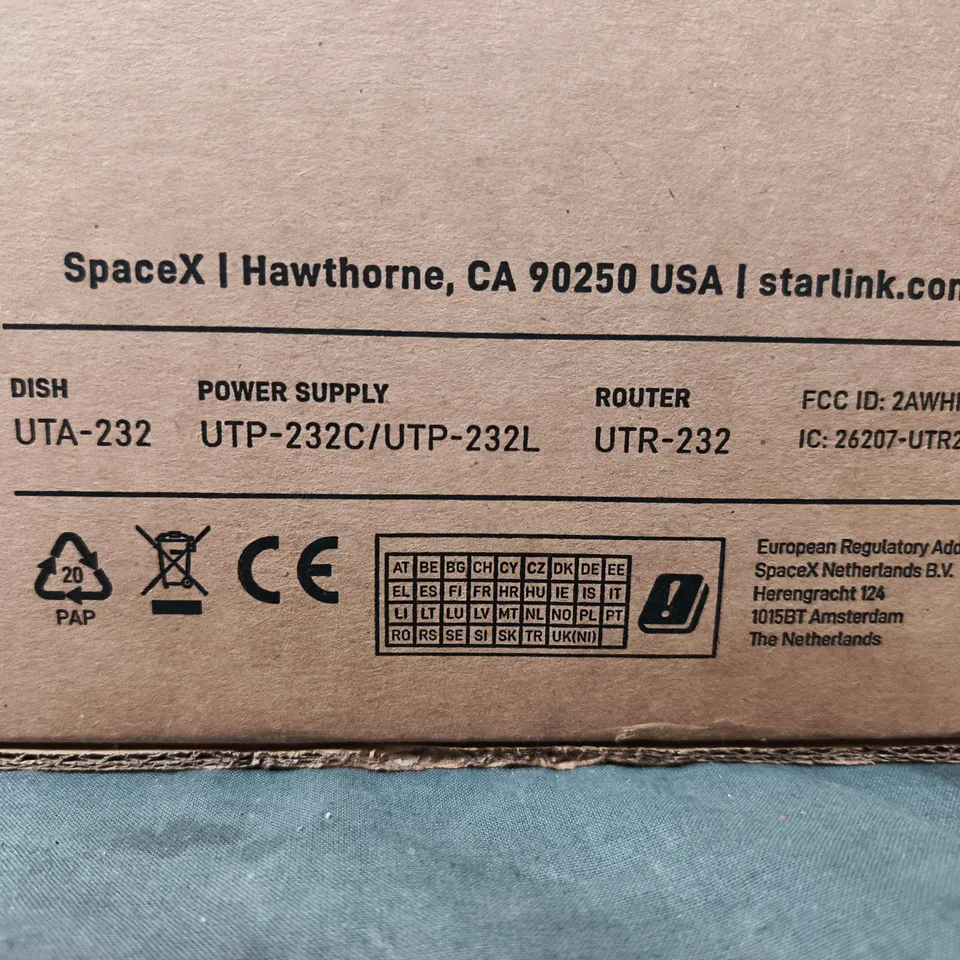 SpaceX | Hawthorne, CA 90250 USA | starlink.com
DISH
UTA-232
POWER SUPPLY
UTP-232C/UTP-232L
ROUTER
UTR-232
FCC ID: 2AWH
IC: 26207-UTR2
20
PAP
CE
AT BE BG CH CY CZ DK DE EE
EL ES FI FR HR HU IE IS IT
LI LT LU LV MT NL NO PL PT
RO RS SE SI SK TR UK(NI)
European Regulatory Add
SpaceX Netherlands B.V.
Herengracht 124
1015BT Amsterdam
The Netherlands